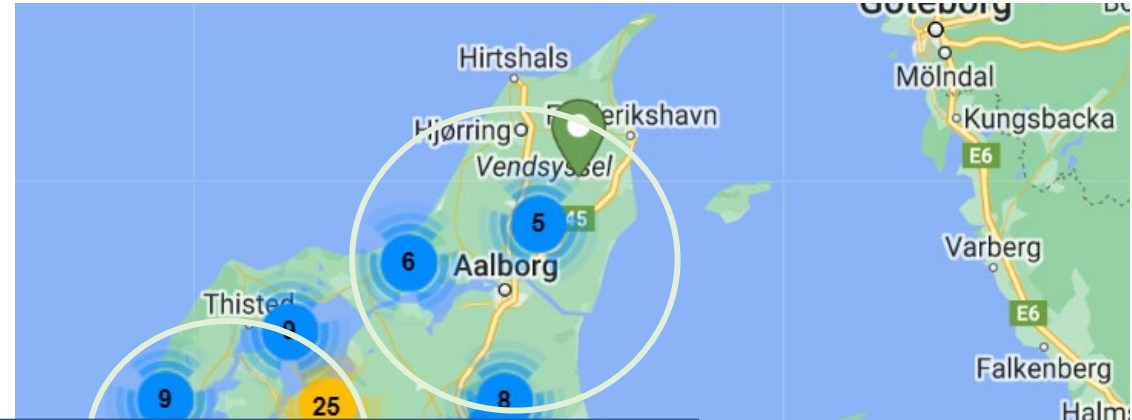 Göteborg
Hirtshals
Mölndal
Frederikshavn
Kungsbacka
Hjørring
E6
Vendsyssel
5
45
Varberg
6
Aalborg
Thisted
E6
9
Falkenberg
9
25
8